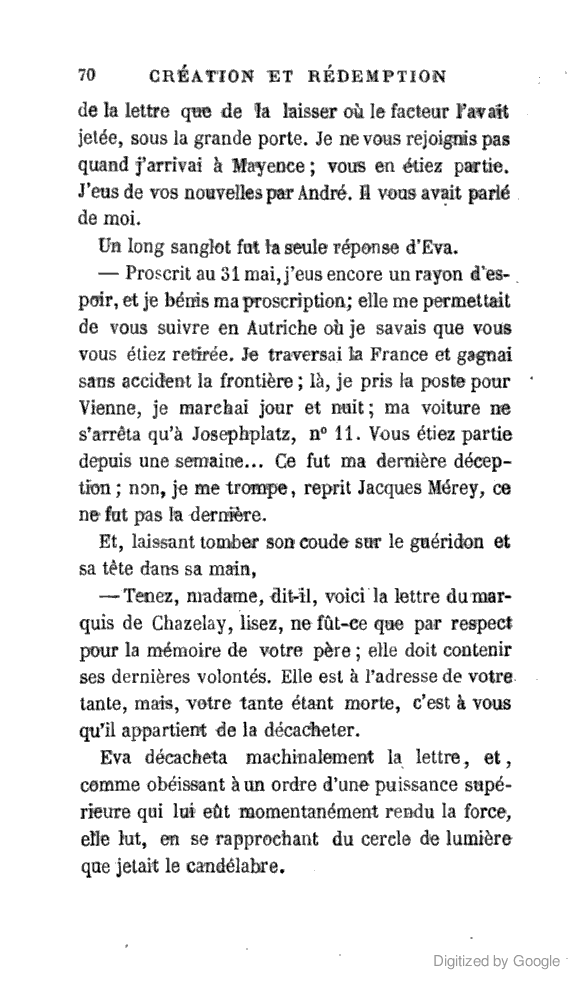 70 CRÉATION ET RÉDEMPTION
de la lettre que de la laisser où le facteur l'avait
jetée, sous la grande porte. Je ne vous rejoignis pas
quand j'arrivai à Mayence ; vous en étiez partie.
J'eus de vos nouvelles par André. Il vous avait parlé
de moi.
Un long sanglot fut la seule réponse d'Eva.
— Proscrit au 31 mai, j'eus encore un rayon d'es-
poir, et je bénis ma proscription; elle me permettait
de vous suivre en Autriche où je savais que vous
vous étiez retirée. Je traversai la France et gagnai
sans accident la frontière ; là, je pris la poste pour
Vienne, je marchai jour et nuit ; ma voiture ne
s'arrêta qu'à Josephplatz, nº 11. Vous étiez partie
depuis une semaine... Ce fut ma dernière décep-
tion ; non, je me trompe, reprit Jacques Mérey, ce
ne fut pas la dernière.
Et, laissant tomber son coude sur le guéridon et
sa tête dans sa main,
— Tenez, madame, dit-il, voici la lettre du mar-
quis de Chazelay, lisez, ne fût-ce que par respect
pour la mémoire de votre père ; elle doit contenir
ses dernières volontés. Elle est à l'adresse de votre
tante, mais, votre tante étant morte, c'est à vous
qu'il appartient de la décacheter.
Eva décacheta machinalement la lettre, et,
comme obéissant à un ordre d'une puissance supé-
rieure qui lui eût momentanément rendu la force,
elle lut, en se rapprochant du cercle de lumière
que jetait le candélabre.
Digitized by Google